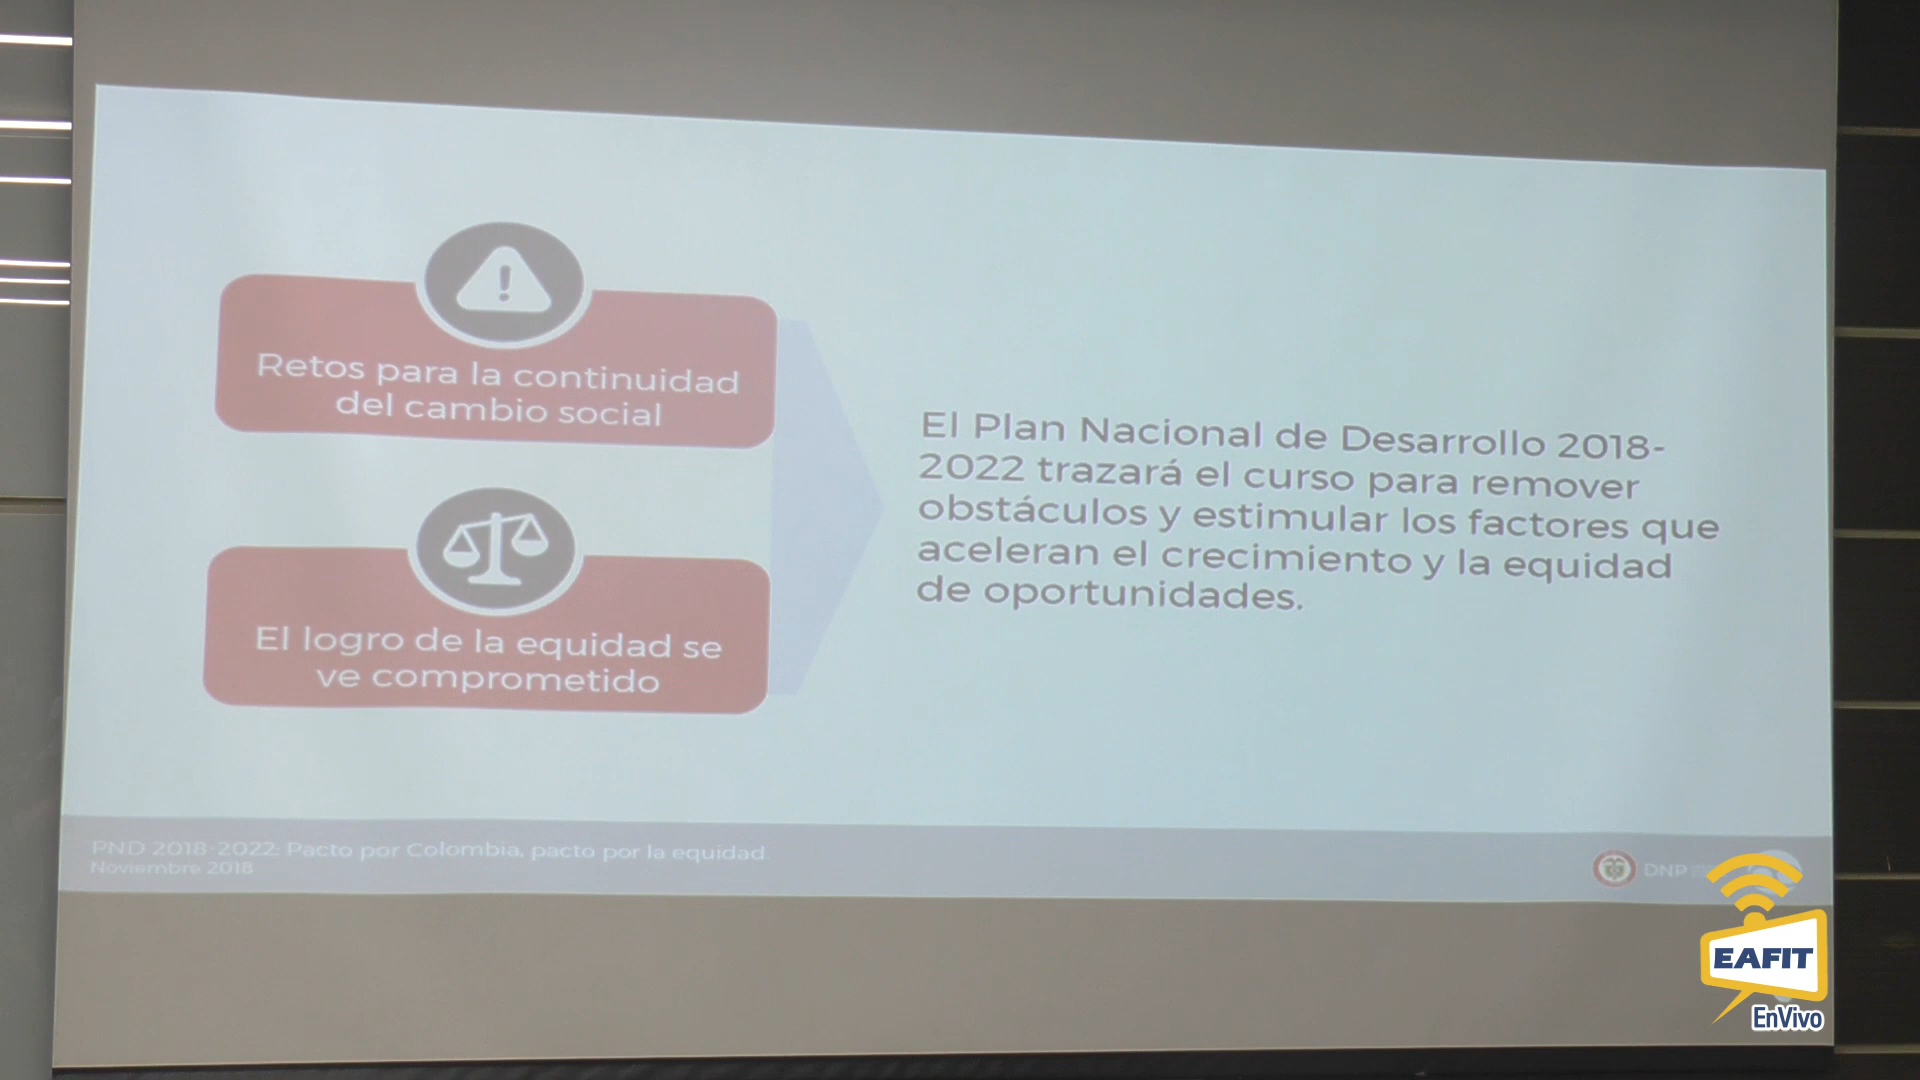 Retos para la continuidad
del cambio social
El logro de la equidad se
ve comprometido
El Plan Nacional de Desarrollo 2018-
2022 trazará el curso para remover
obstáculos y estimular los factores que
aceleran el crecimiento y la equidad
de oportunidades.
PND 2018-2022: Pacto por Colombia, pacto por la equidad.
Noviembre 2018
DNP
EAFIT
EnVivo